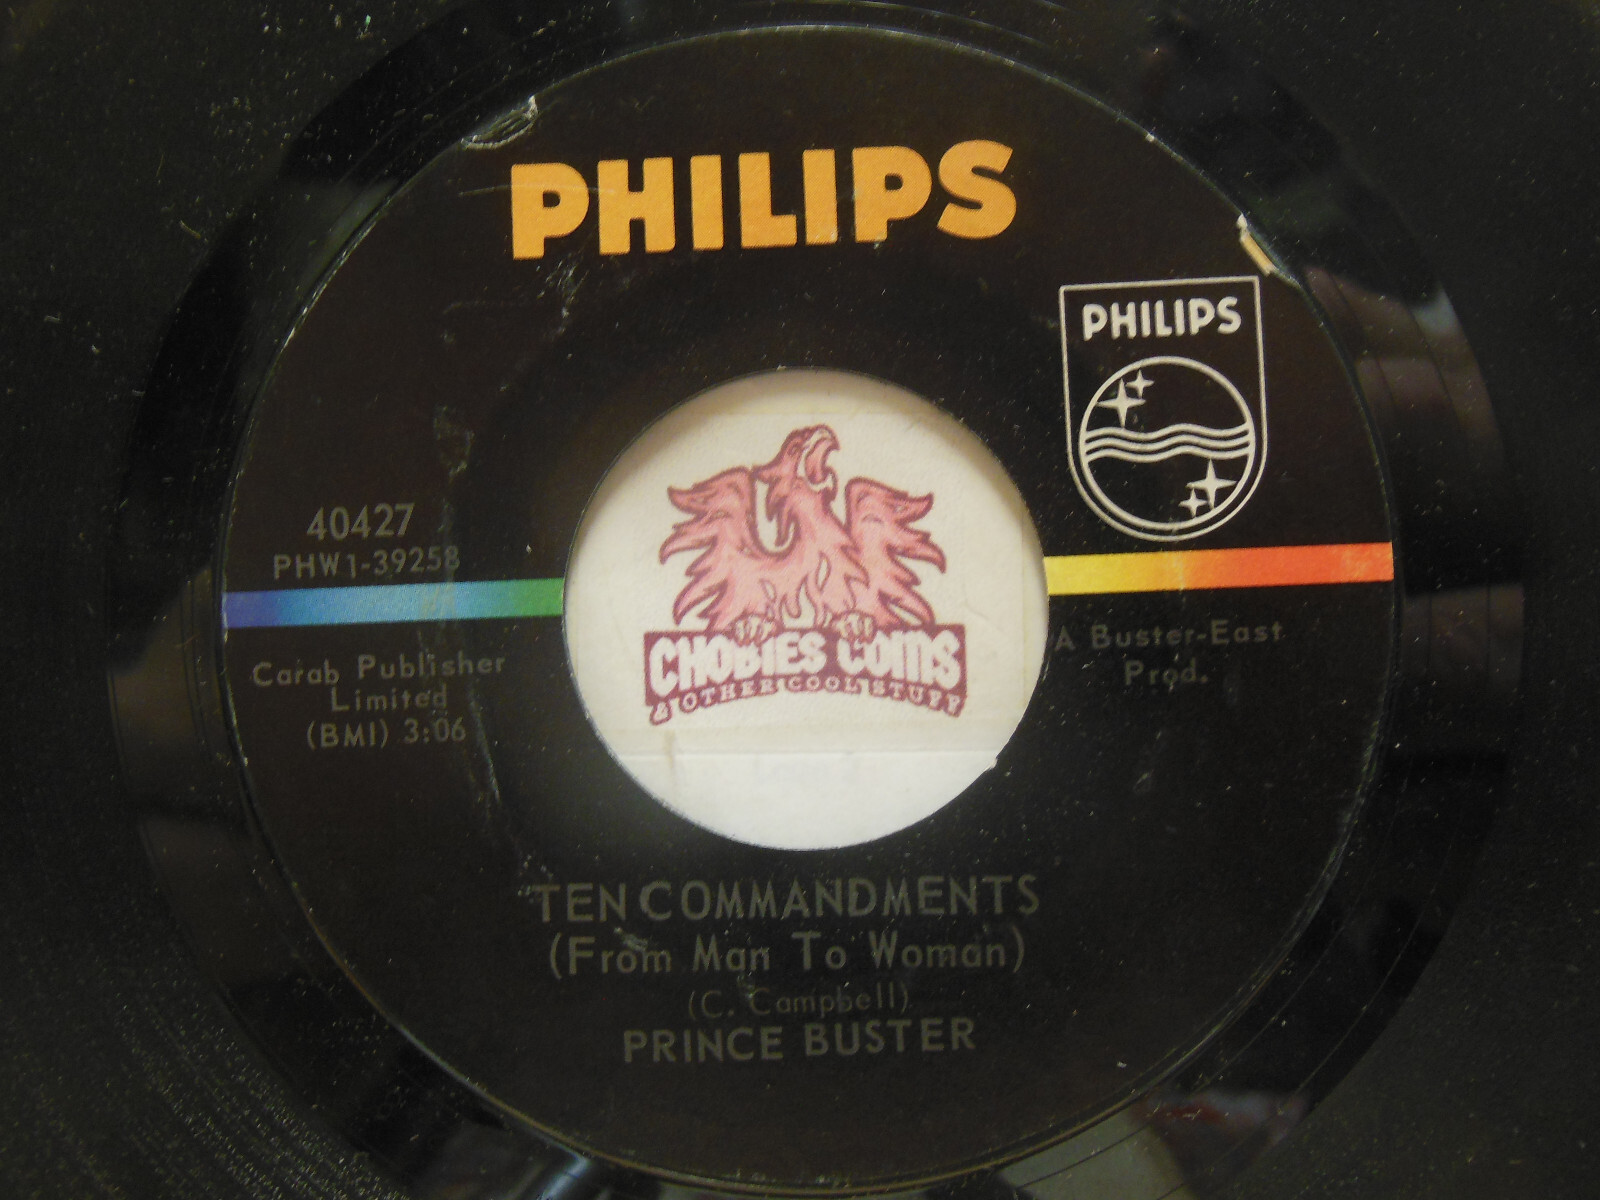 PHILIPS
PHILIPS
40427
PHW1-39258
Carab Publisher
Limited
(BMI) 3:06
A Buster-East
Prod.
CHOBIES COINS
& OTHER COOL STUFF
TEN COMMANDMENTS
(From Man To Woman)
(C. Campbell)
PRINCE BUSTER